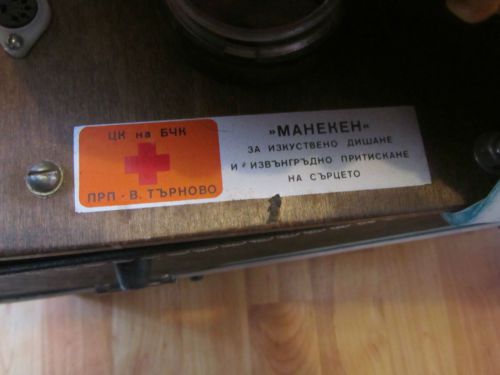 ЦК на БЧК
ПРП - В. ТЪРНОВО
»МАНЕКЕН«
ЗА ИЗКУСТВЕНО ДИШАНЕ
И ИЗВЪНГРЪДНО ПРИТИСКАНЕ
НА СЪРЦЕТО